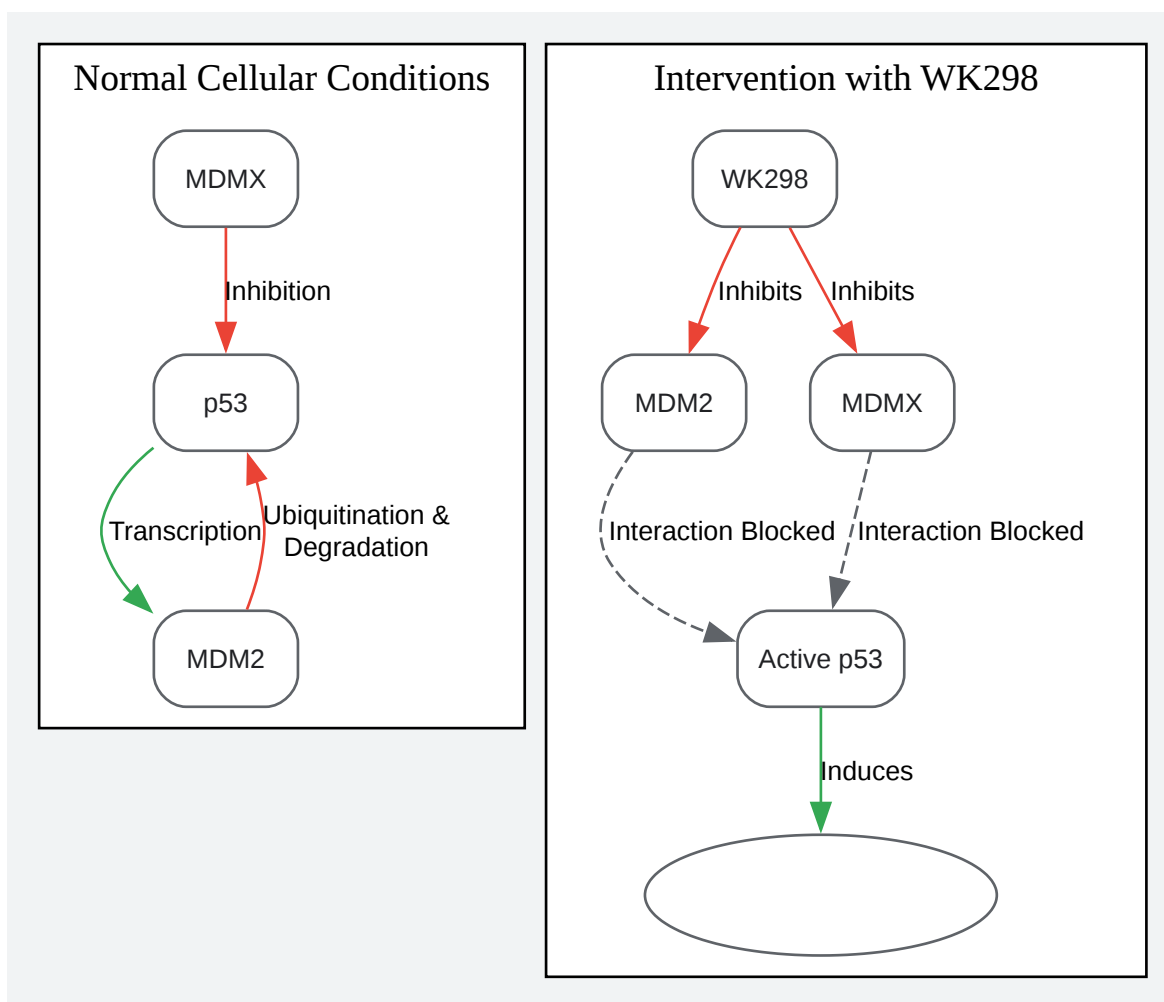 Normal Cellular Conditions
MDMX
Inhibition
p53
Transcription
Ubiquitination &
Degradation
MDM2
Intervention with WK298
WK298
Inhibits
Inhibits
MDM2
MDMX
Interaction Blocked
Interaction Blocked
Active p53
Induces